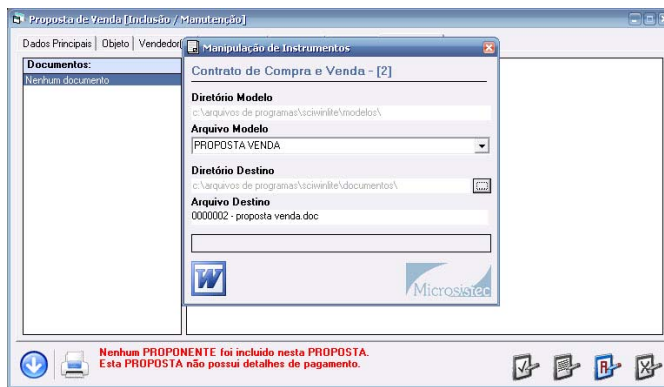 Proposta de Venda [Inclusão / Manutenção]
Dados Principais | Objeto | Vendedor(
Documentos:
Nenhum documento
Manipulação de Instrumentos
Contrato de Compra e Venda - [2]
Diretório Modelo
c:\arquivos de programas\sciwinlite\modelos\
Arquivo Modelo
PROPOSTA VENDA
Diretório Destino
c:\arquivos de programas\sciwinlite\documentos\
Arquivo Destino
0000002 - proposta venda.doc
W
Microsistec
Nenhum PROPONENTE foi incluido nesta PROPOSTA.
Esta PROPOSTA não possui detalhes de pagamento.
R